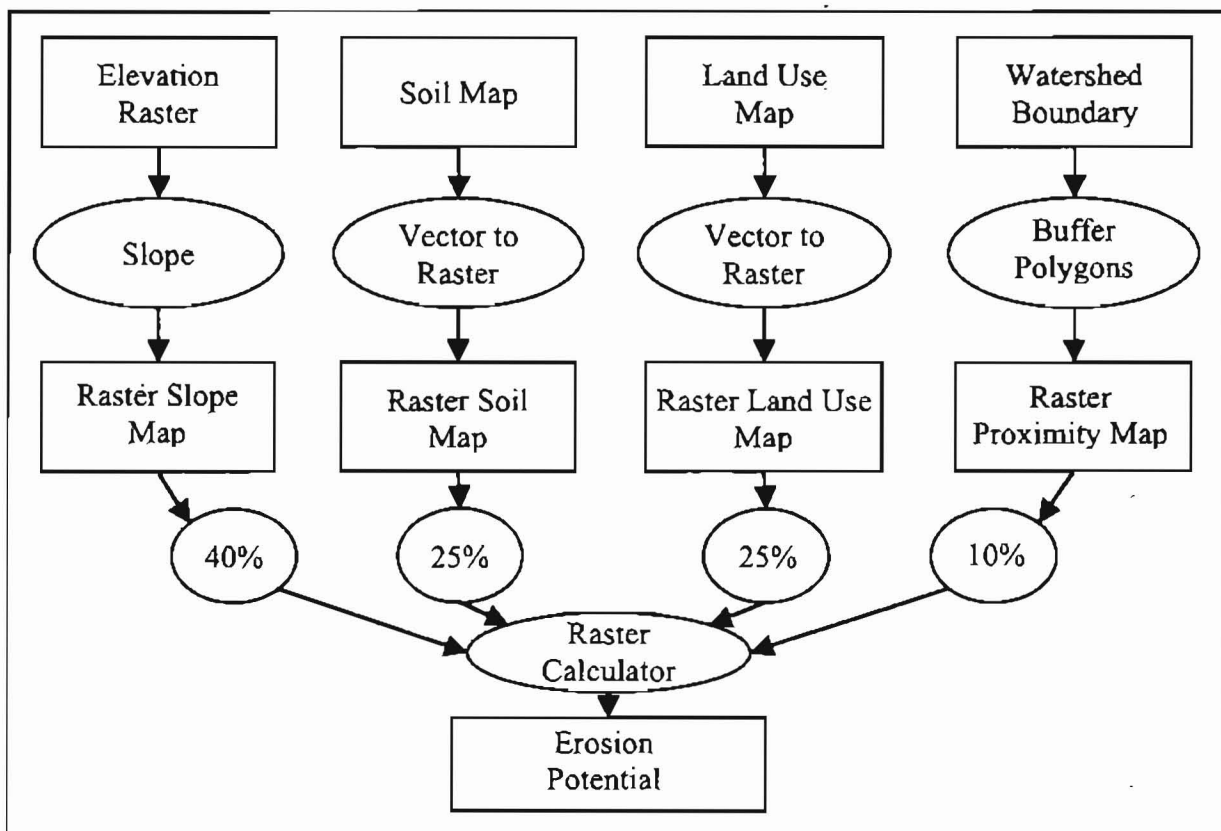 Elevation
Raster
Soil Map
Land Use
Map
Watershed
Boundary
Slope
Vector to
Raster
Vector to
Raster
Buffer
Polygons
Raster Slope
Map
Raster Soil
Map
Raster Land Use
Map
Raster
Proximity Map
40%
25%
25%
10%
Raster
Calculator
Erosion
Potential